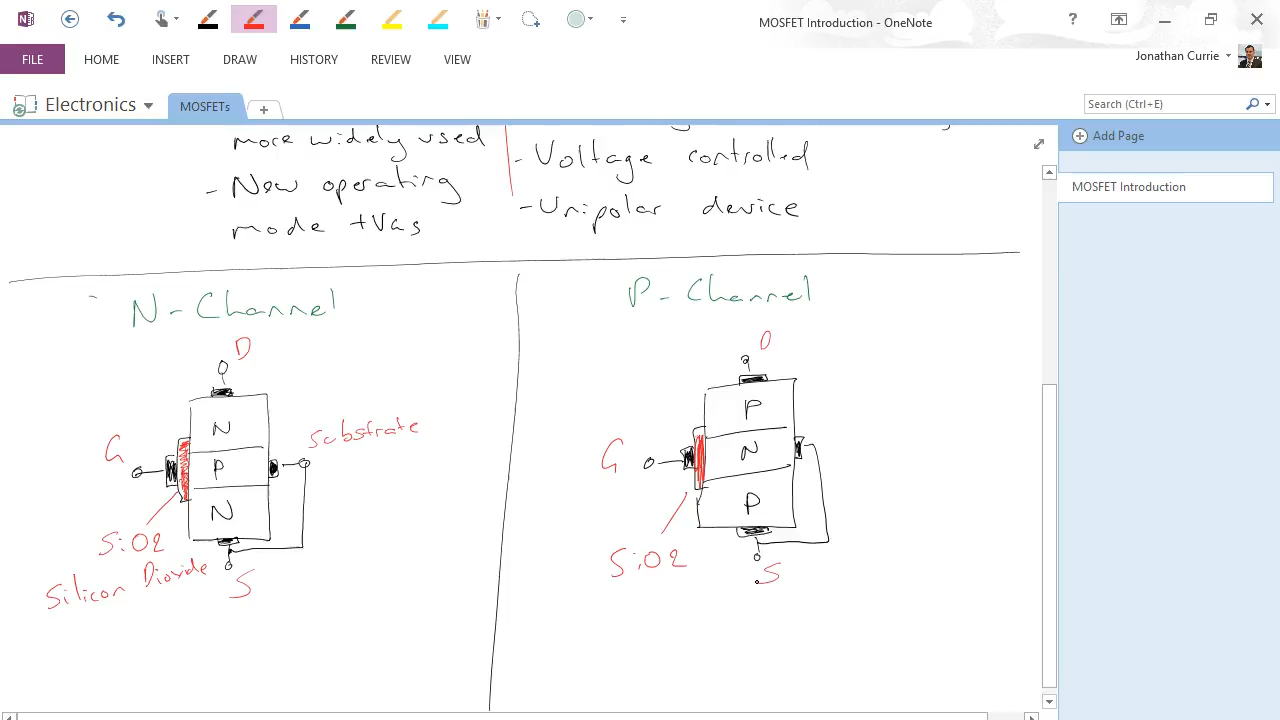 MOSFET Introduction - OneNote
?
FILE
HOME
INSERT
DRAW
HISTORY
REVIEW
VIEW
Jonathan Currie
Electronics
MOSFETs
Search (Ctrl+E)
Add Page
MOSFET Introduction
more widely used
- New operating
mode +VGS
- Voltage controlled
- Unipolar device
N - Channel
D
N
P
N
G
Substrate
SiO2
Silicon Dioxide
S
P - Channel
D
P
N
P
G
SiO2
S